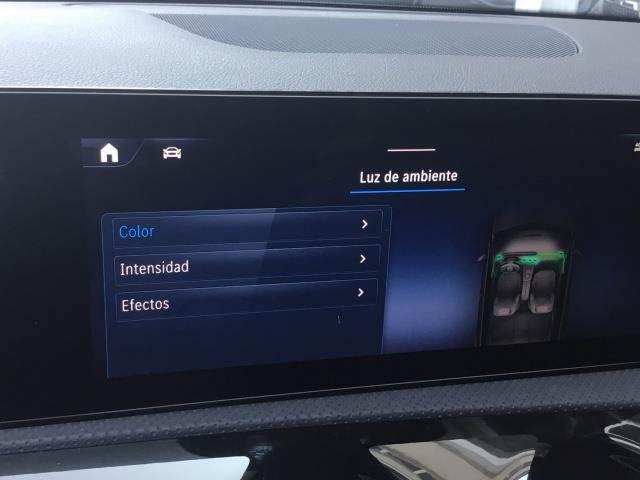 Luz de ambiente
Color
Intensidad
Efectos